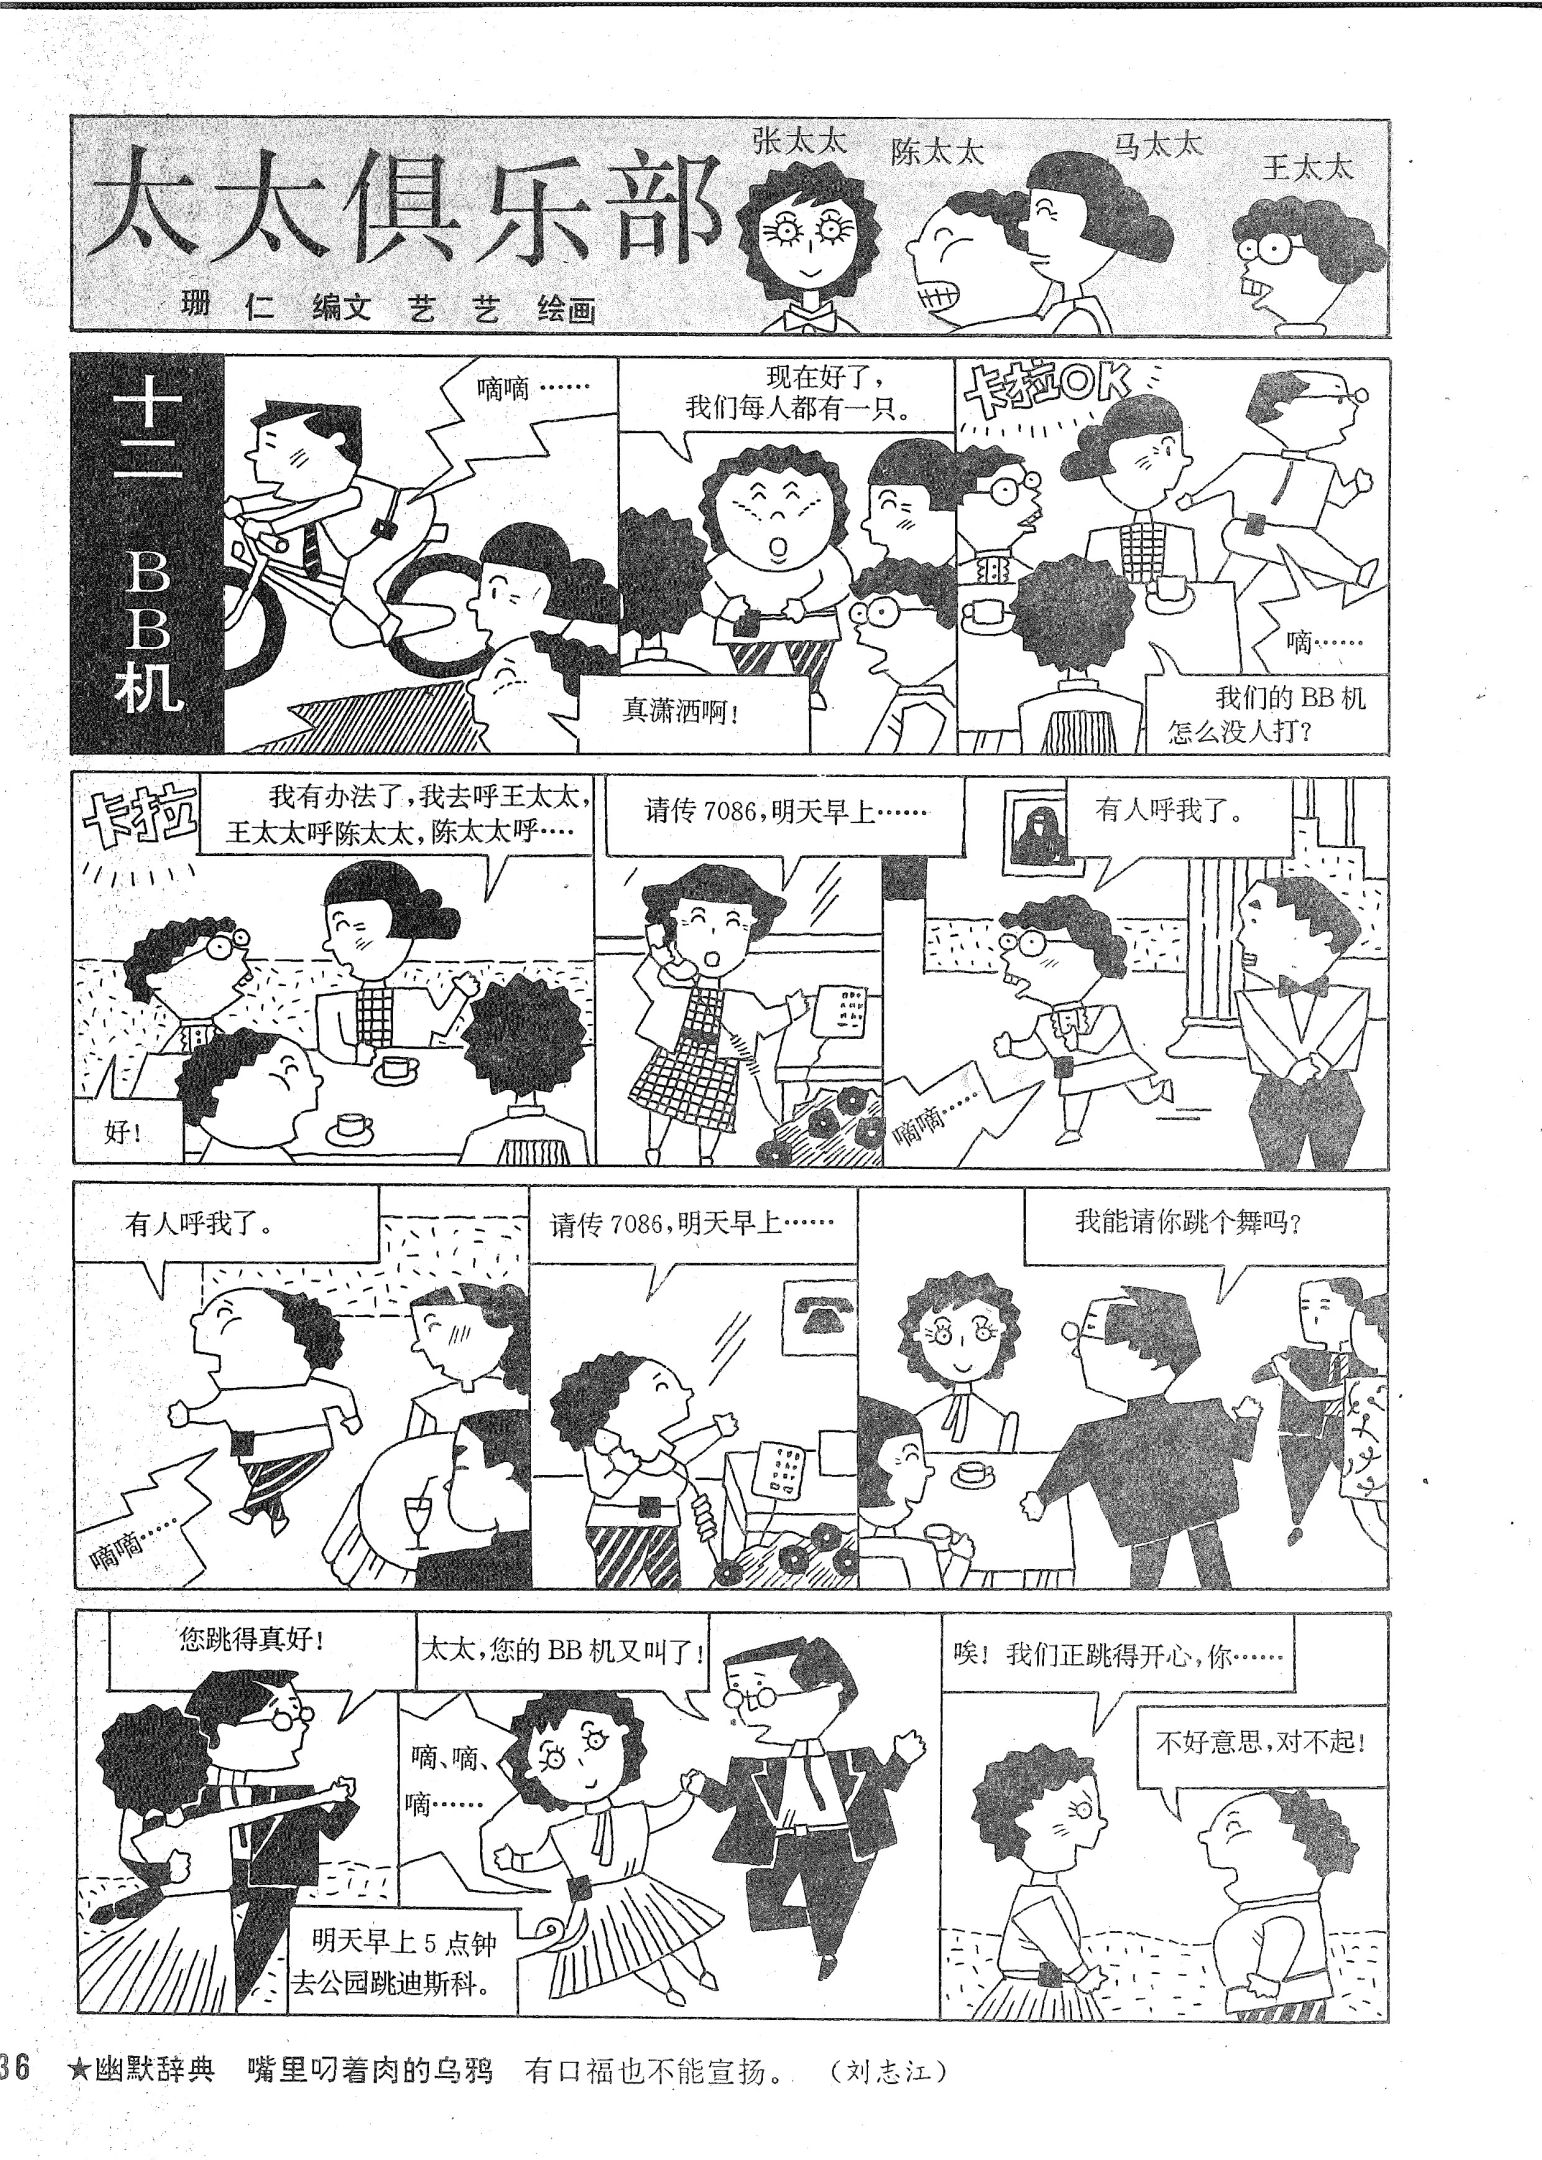 太太俱乐部
珊 仁 编文 艺 艺 绘画
张太太
陈太太
马太太
王太太
十二 BB机
嘀嘀……
真潇洒啊！
现在好了，
我们每人都有一只。
卡拉OK
嘀……
我们的BB机
怎么没人打？
卡拉
我有办法了，我去呼王太太，
王太太呼陈太太，陈太太呼····
好！
请传7086，明天早上……
有人呼我了。
嘀嘀……
有人呼我了。
嘀嘀……
请传7086，明天早上……
我能请你跳个舞吗？
您跳得真好！
太太，您的BB机又叫了！
嘀、嘀、
嘀……
明天早上5点钟
去公园跳迪斯科。
唉！我们正跳得开心，你……
不好意思，对不起！
36 ★幽默辞典 嘴里叼着肉的乌鸦 有口福也不能宣扬。（刘志江）